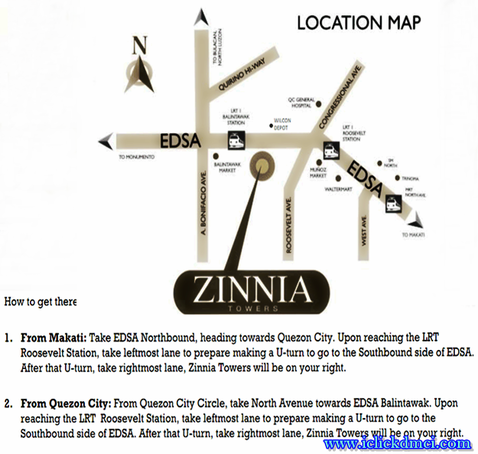 LOCATION MAP
N
TO BULACAN,
NORTH LUZON
QUIRINO HI-WAY
CONGRESSIONAL AVE.
QC GENERAL
HOSPITAL
LRT 1
BALINTAWAK
STATION
WILCON
DEPOT
LRT 1
ROOSEVELT
STATION
EDSA
TO MONUMENTO
BALINTAWAK
MARKET
MUÑOZ
MARKET
WALTERMART
EDSA
SM
NORTH
TRINOMA
MRT
NORTH AVE.
TO MAKATI
A. BONIFACIO AVE.
ROOSEVELT AVE.
WEST AVE.
ZINNIA
TOWERS
How to get there
1. From Makati: Take EDSA Northbound, heading towards Quezon City. Upon reaching the LRT
Roosevelt Station, take leftmost lane to prepare making a U-turn to go to the Southbound side of EDSA.
After that U-turn, take rightmost lane, Zinnia Towers will be on your right.
2. From Quezon City: From Quezon City Circle, take North Avenue towards EDSA Balintawak. Upon
reaching the LRT Roosevelt Station, take leftmost lane to prepare making a U-turn to go to the
Southbound side of EDSA. After that U-turn, take rightmost lane, Zinnia Towers will be on your right.
www.iclickdmci.com